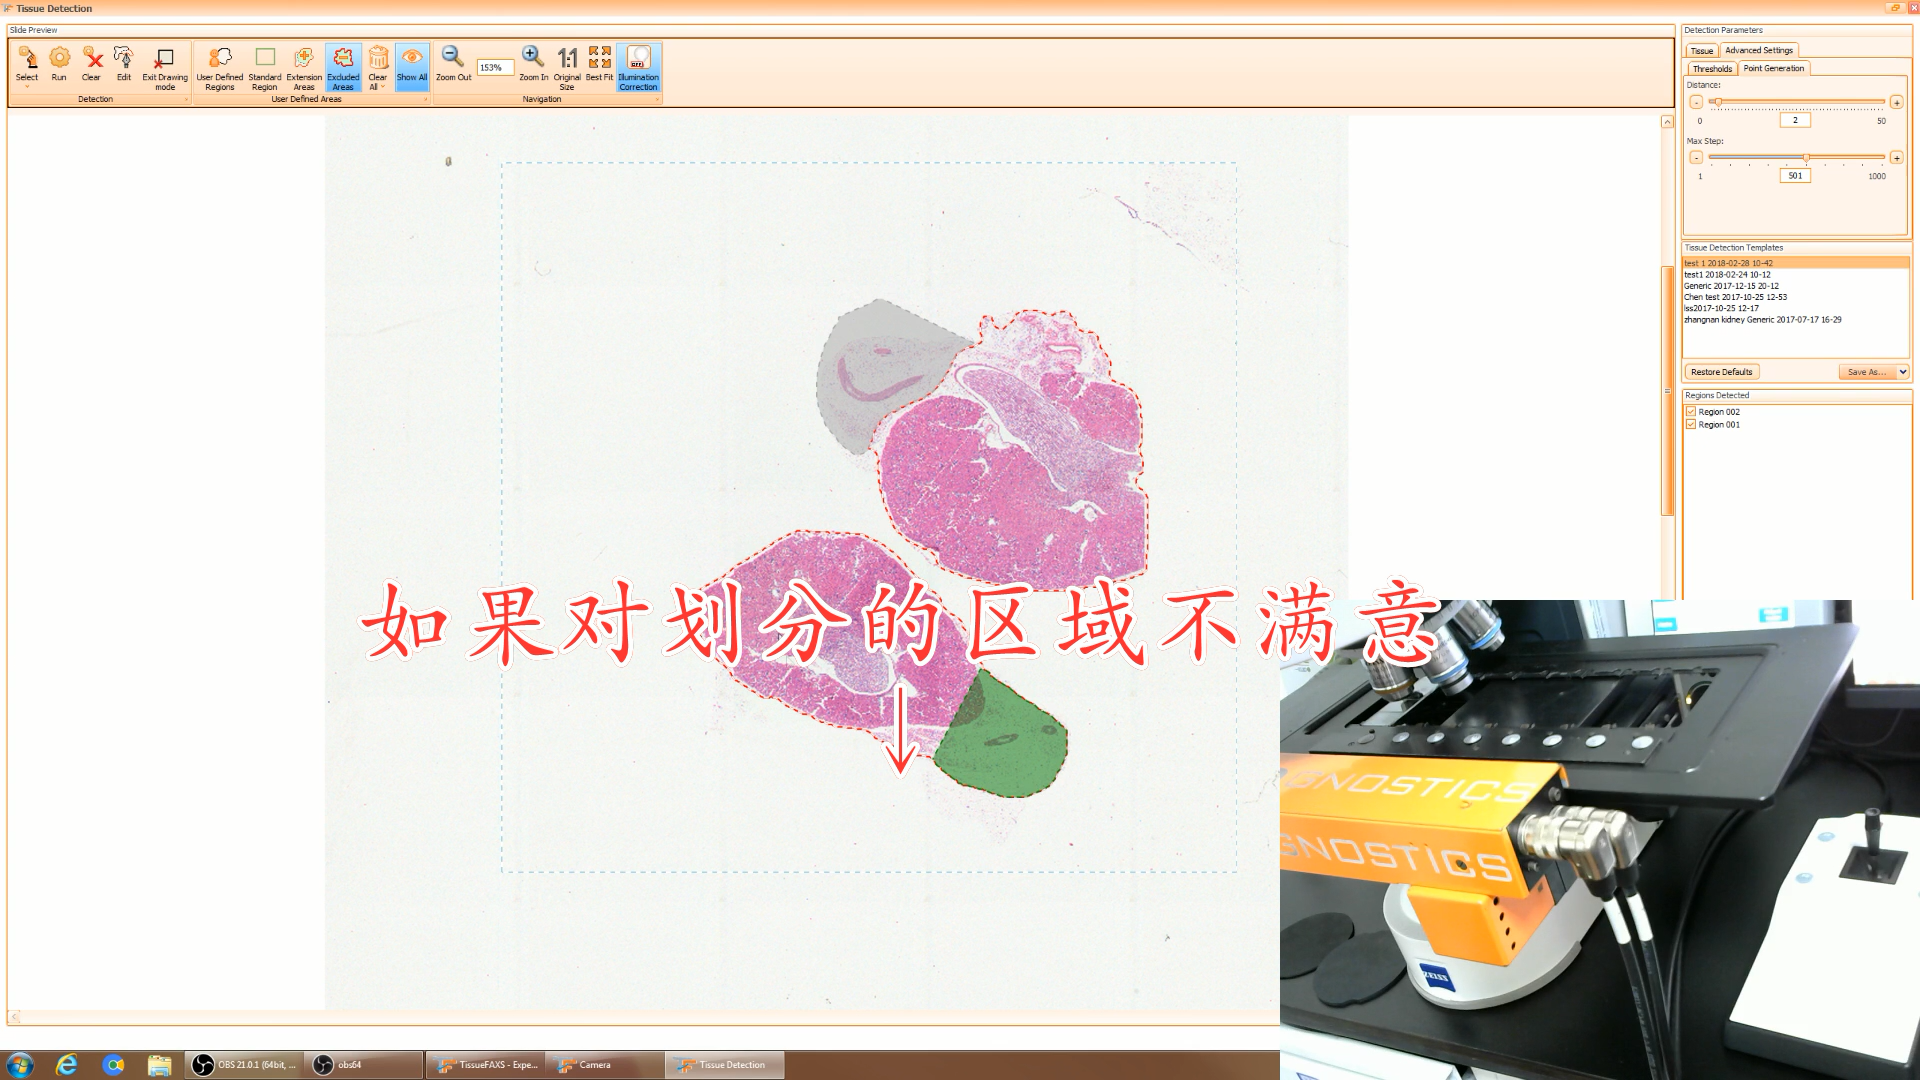 Tissue Detection
Slide Preview
Select
Run
Clear
Edit
Exit Drawing mode
Detection
User Defined Regions
Standard Region
Extension Areas
Excluded Areas
Clear All
Show All
User Defined Areas
Zoom Out
153%
Zoom In
1:1
Original Size
Best Fit
OFF
Illumination Correction
Navigation
Detection Parameters
Tissue
Advanced Settings
Thresholds
Point Generation
Distance:
- +
0 2 50
Max Step:
- +
1 501 1000
Tissue Detection Templates
test 1 2018-02-28 10-42
test1 2018-02-24 10-12
Generic 2017-12-15 20-12
Chen test 2017-10-25 12-53
lss2017-10-25 12-17
zhangnan kidney Generic 2017-07-17 16-29
Restore Defaults
Save As...
Regions Detected
Region 002
Region 001
如果对划分的区域不满意
GNOSTICS
GNOSTICS
ZEISS
OBS 21.0.1 (64bit, ...
obs64
TissueFAXS - Expe...
Camera
Tissue Detection